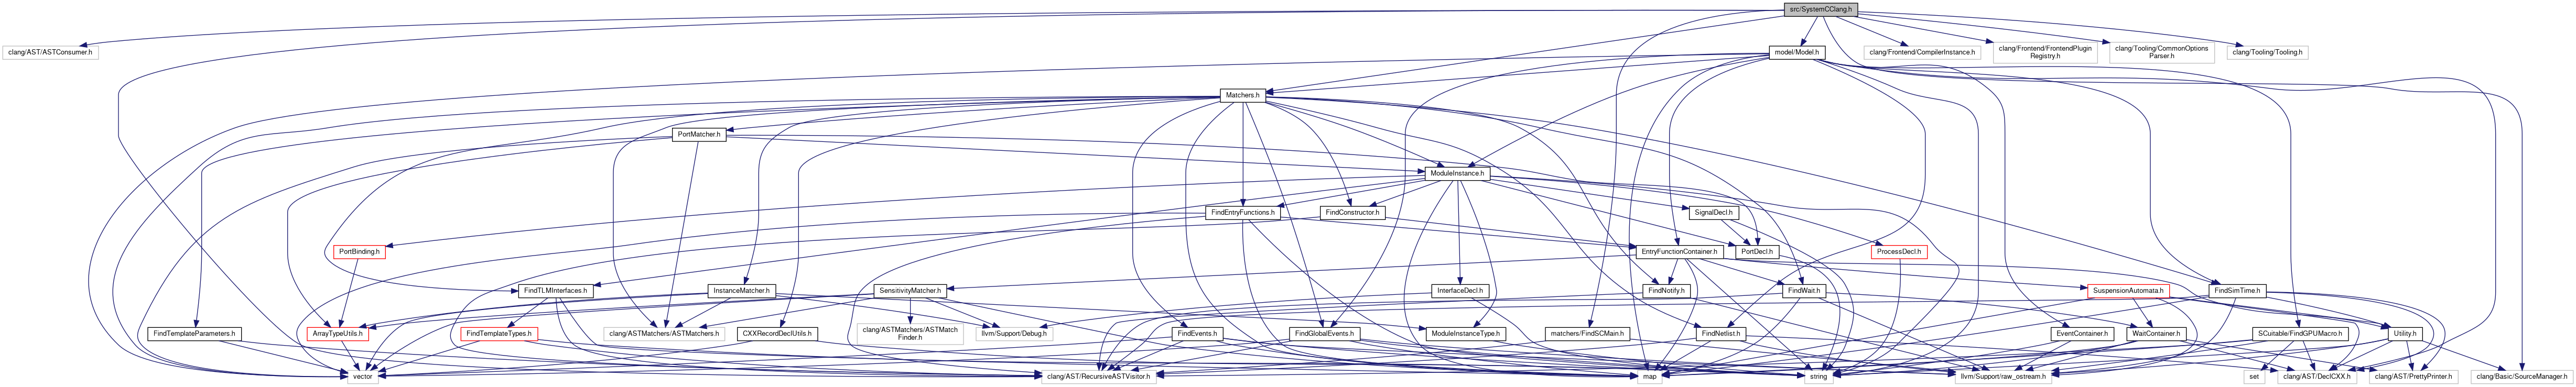 src/SystemCClang.h
clang/AST/ASTConsumer.h
model/Model.h
clang/Frontend/CompilerInstance.h
clang/Frontend/FrontendPlugin
Registry.h
clang/Tooling/CommonOptions
Parser.h
clang/Tooling/Tooling.h
Matchers.h
PortMatcher.h
ModuleInstance.h
FindEntryFunctions.h
FindConstructor.h
SignalDecl.h
PortBinding.h
EntryFunctionContainer.h
PortDecl.h
ProcessDecl.h
FindTLMInterfaces.h
InstanceMatcher.h
SensitivityMatcher.h
InterfaceDecl.h
FindNotify.h
FindWait.h
SuspensionAutomata.h
FindSimTime.h
FindTemplateParameters.h
ArrayTypeUtils.h
FindTemplateTypes.h
clang/ASTMatchers/ASTMatchers.h
CXXRecordDeclUtils.h
clang/ASTMatchers/ASTMatch
Finder.h
llvm/Support/Debug.h
FindEvents.h
FindGlobalEvents.h
ModuleInstanceType.h
matchers/FindSCMain.h
FindNetlist.h
EventContainer.h
WaitContainer.h
SCuitable/FindGPUMacro.h
Utility.h
vector
clang/AST/RecursiveASTVisitor.h
map
string
llvm/Support/raw_ostream.h
set
clang/AST/DeclCXX.h
clang/AST/PrettyPrinter.h
clang/Basic/SourceManager.h